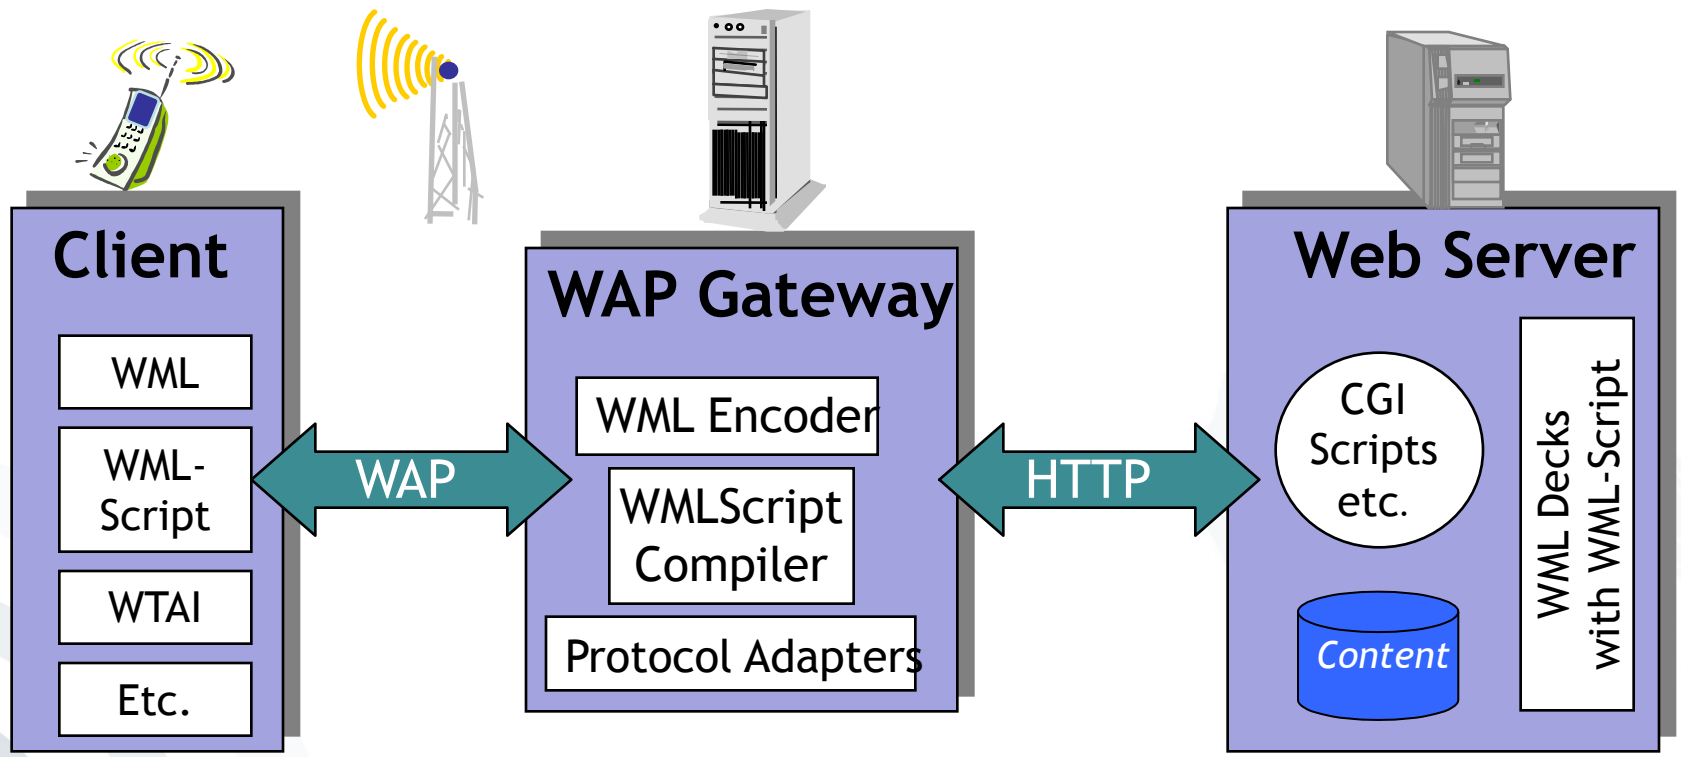 Client
WML
WML-
Script
WTAI
Etc.
WAP
WAP Gateway
WML Encoder
WMLScript
Compiler
Protocol Adapters
HTTP
Web Server
CGI
Scripts
etc.
Content
WML Decks
with WML-Script